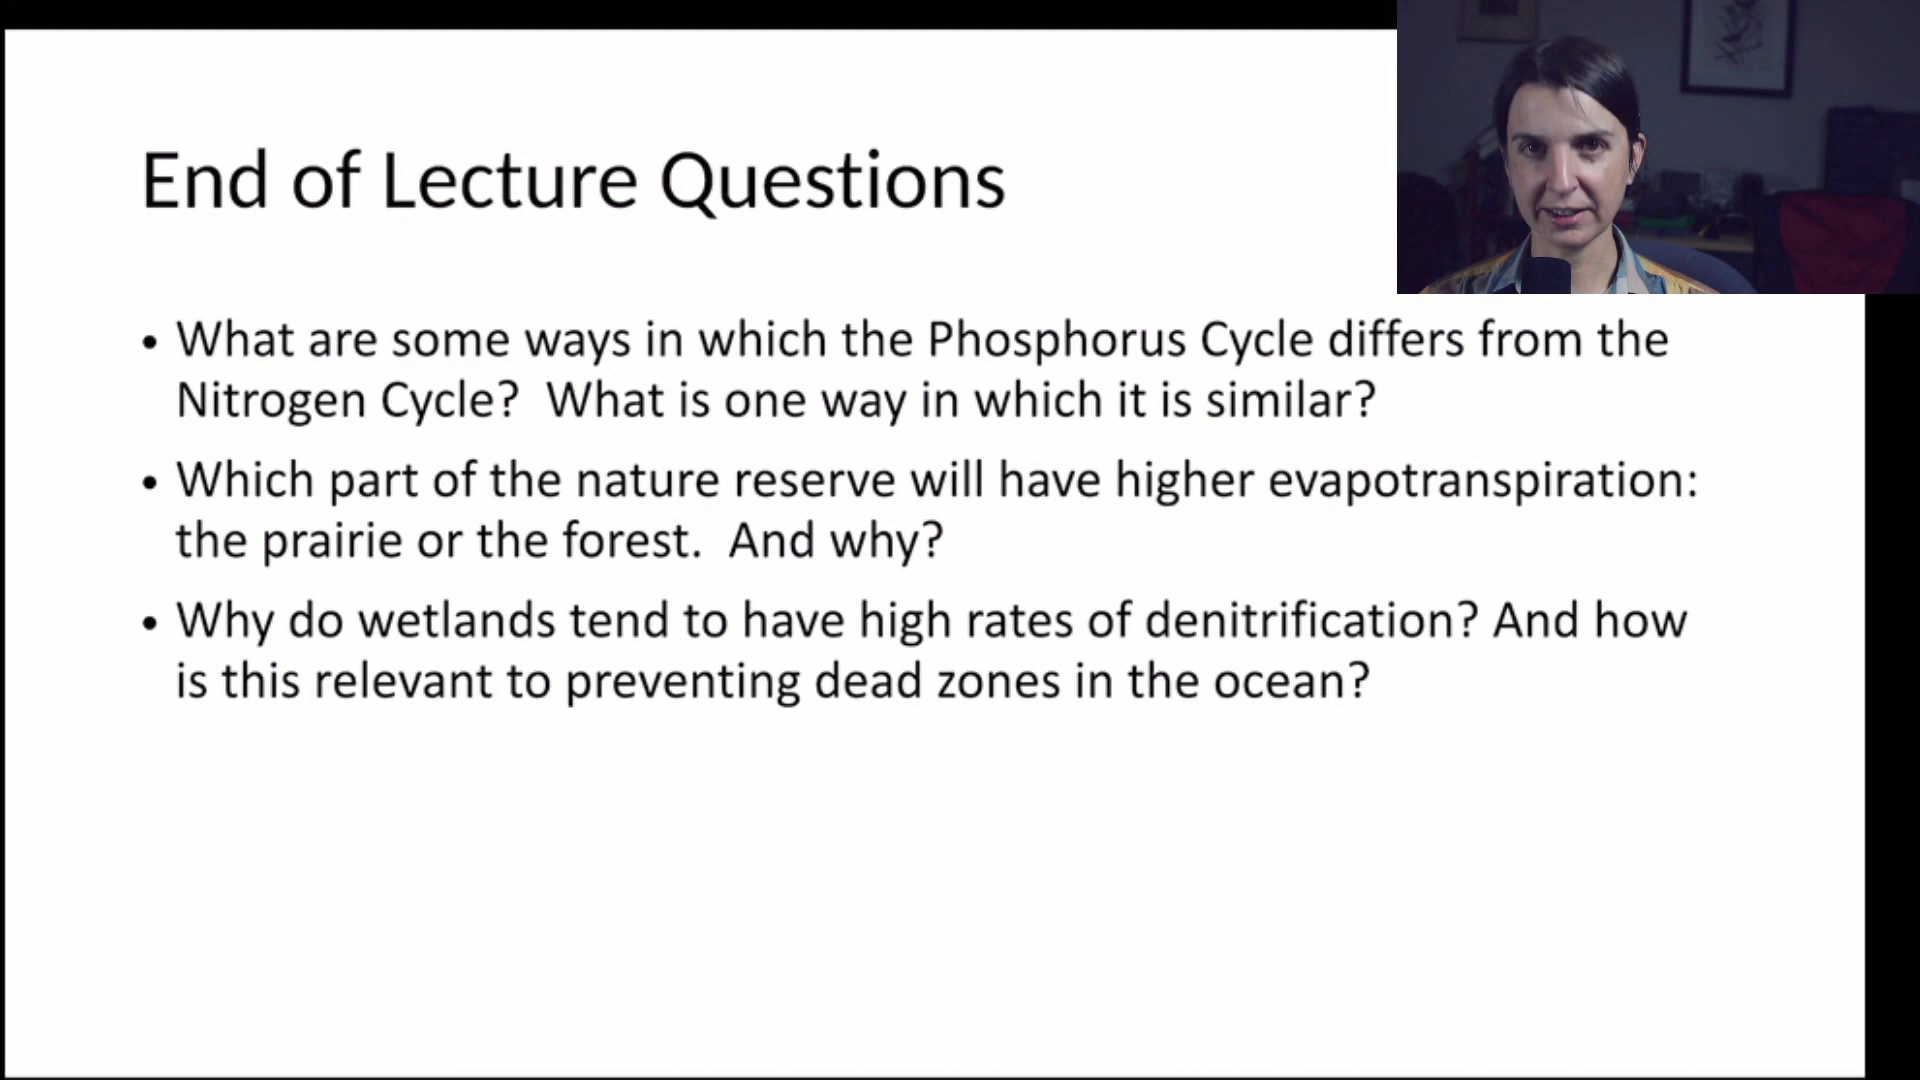 End of Lecture Questions
• What are some ways in which the Phosphorus Cycle differs from the
Nitrogen Cycle?  What is one way in which it is similar?
• Which part of the nature reserve will have higher evapotranspiration:
the prairie or the forest.  And why?
• Why do wetlands tend to have high rates of denitrification? And how
is this relevant to preventing dead zones in the ocean?